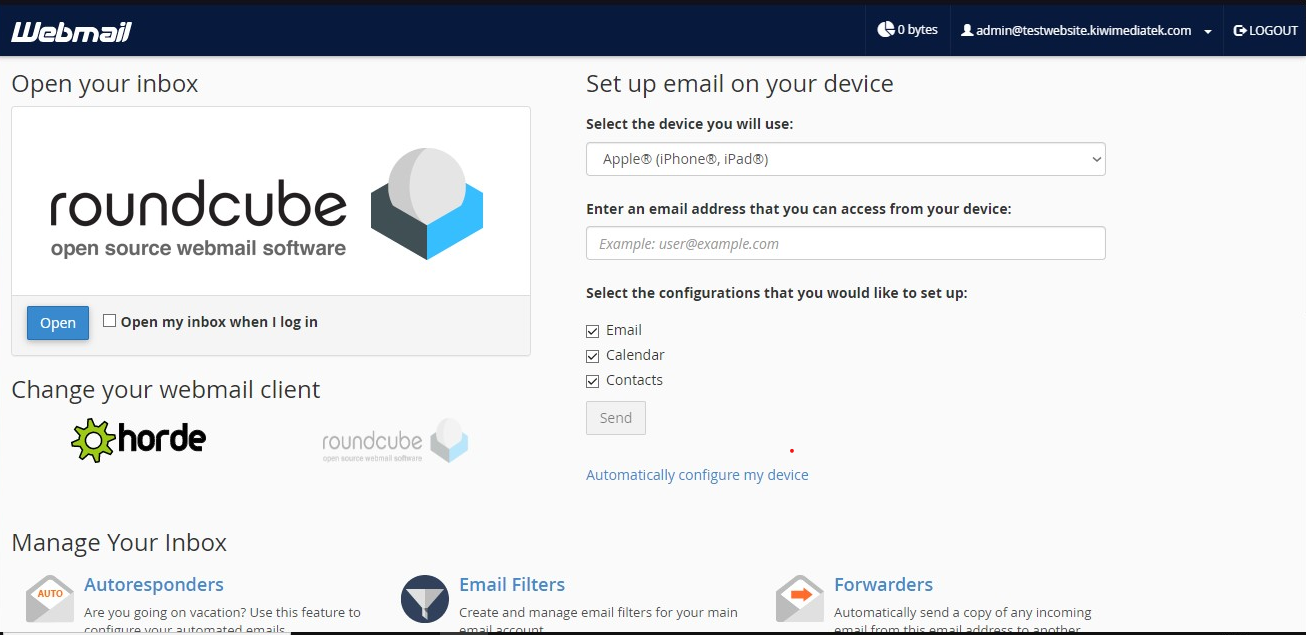 Webmail
0 bytes
admin@testwebsite.kiwimediatek.com
LOGOUT
Open your inbox
roundcube
open source webmail software
Open
Open my inbox when I log in
Change your webmail client
horde
roundcube
open source webmail software
Set up email on your device
Select the device you will use:
Apple® (iPhone®, iPad®)
Enter an email address that you can access from your device:
Example: user@example.com
Select the configurations that you would like to set up:
Email
Calendar
Contacts
Send
Automatically configure my device
Manage Your Inbox
AUTO
Autoresponders
Are you going on vacation? Use this feature to
configure your automated emails.
Email Filters
Create and manage email filters for your main
email account.
Forwarders
Automatically send a copy of any incoming
email from this email address to another